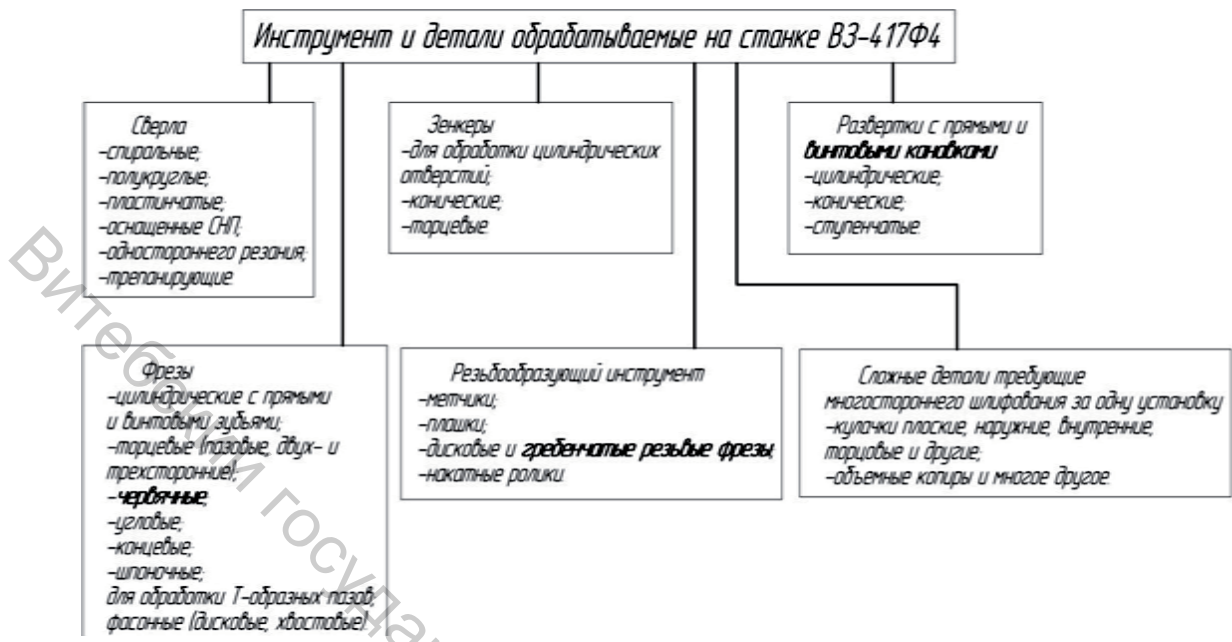 Инструмент и детали обрабатываемые на станке ВЗ-417Ф4
Сверла
-спиральные;
-полукруглые;
-пластинчатые;
-оснащенные СНП;
-одностороннего резания;
-трепанирующие.
Зенкеры
-для обработки цилиндрических
отверстий;
-конические;
-торцевые.
Развертки с прямыми и
винтовыми канавками
-цилиндрические;
-конические;
-ступенчатые.
Фрезы
-цилиндрические с прямыми
и винтовыми зубьями;
-торцевые (пазовые, двух- и
трехсторонние);
-червячные;
-угловые;
-концевые;
-шпоночные;
для обработки Т-образных пазов;
фасонные (дисковые, хвостовые).
Резьбообразующий инструмент
-метчики;
-плашки;
-дисковые и гребенчатые резьвые фрезы;
-накатные ролики.
Сложные детали требующие
многостороннего шлифования за одну установку
-кулачки плоские, наружние, внутренние,
торцовые и другие;
-объемные копиры и многое другое.
Витебский государ